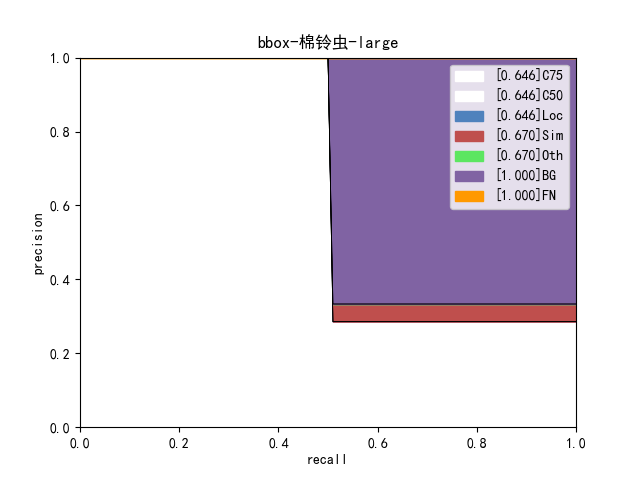 bbox-棉铃虫-large
[0.646]C75
[0.646]C50
[0.646]Loc
[0.670]Sim
[0.670]Oth
[1.000]BG
[1.000]FN
1.0
0.8
0.6
0.4
0.2
0.0
precision
0.0 0.2 0.4 0.6 0.8 1.0
recall